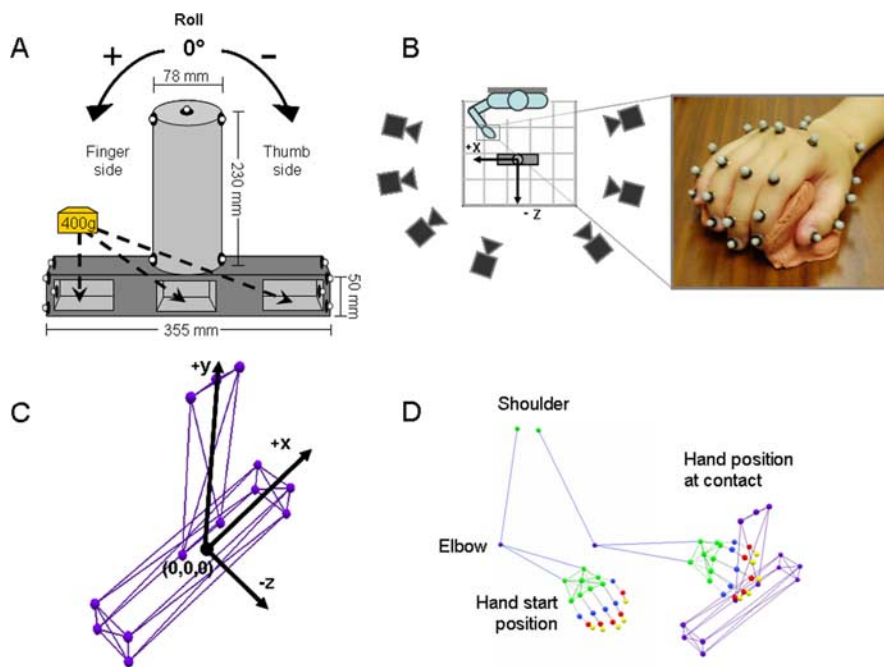 A
Roll
0°
+
−
78 mm
Finger
side
Thumb
side
230 mm
400g
50 mm
355 mm
B
+X
- Z
C
+y
+x
(0,0,0)
-z
D
Shoulder
Hand position
at contact
Elbow
Hand start
position